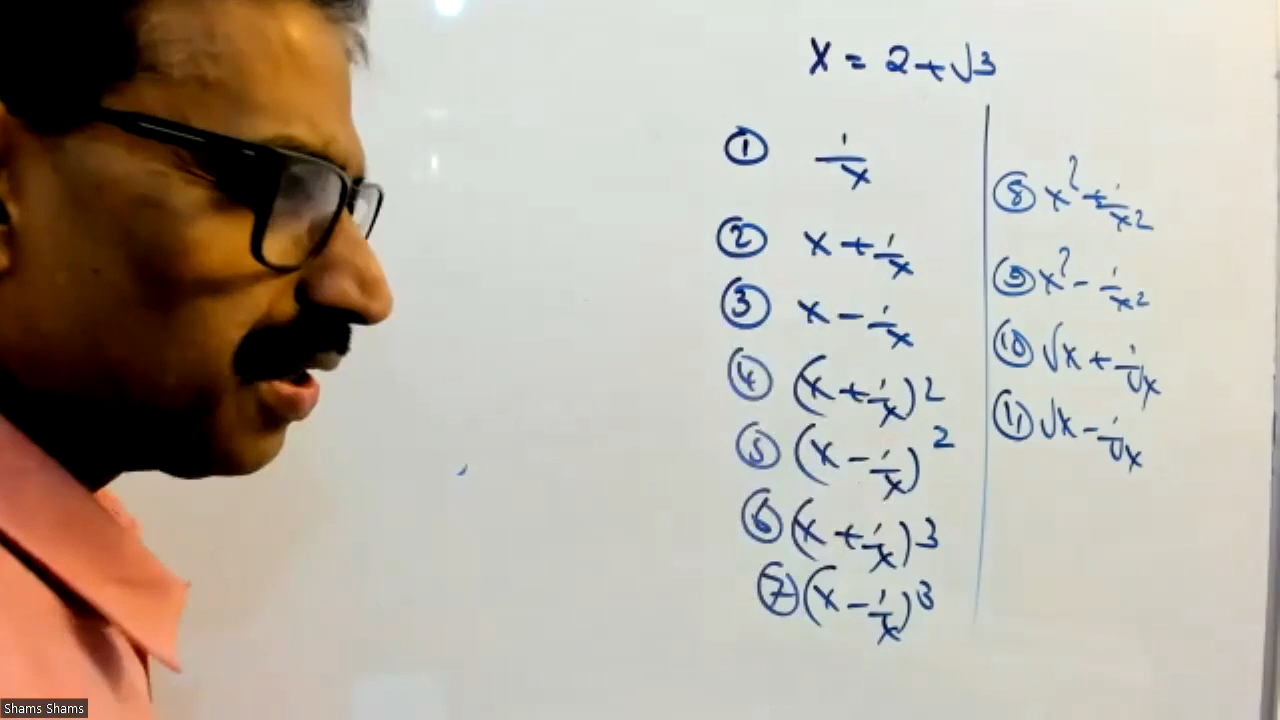 x = 2+√3
① 1/x
② x + 1/x
③ x - 1/x
④ (x + 1/x)2
⑤ (x - 1/x)2
⑥ (x + 1/x)3
⑦ (x - 1/x)3
⑧ x2 + 1/x2
⑨ x2 - 1/x2
⑩ √x + 1/√x
⑪ √x - 1/√x
Shams Shams